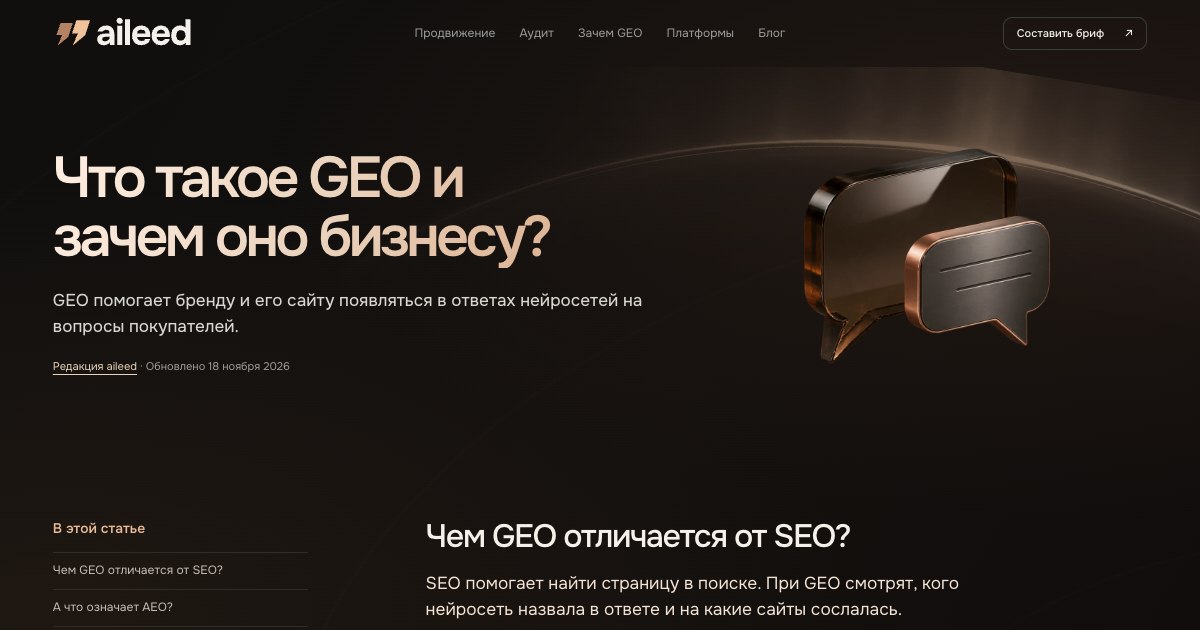 aileed
Продвижение
Аудит
Зачем GEO
Платформы
Блог
Составить бриф
Что такое GEO и
зачем оно бизнесу?
GEO помогает бренду и его сайту появляться в ответах нейросетей на
вопросы покупателей.
Редакция aileed · Обновлено 18 ноября 2026
В этой статье
Чем GEO отличается от SEO?
А что означает AEO?
Чем GEO отличается от SEO?
SEO помогает найти страницу в поиске. При GEO смотрят, кого
нейросеть назвала в ответе и на какие сайты сослалась.